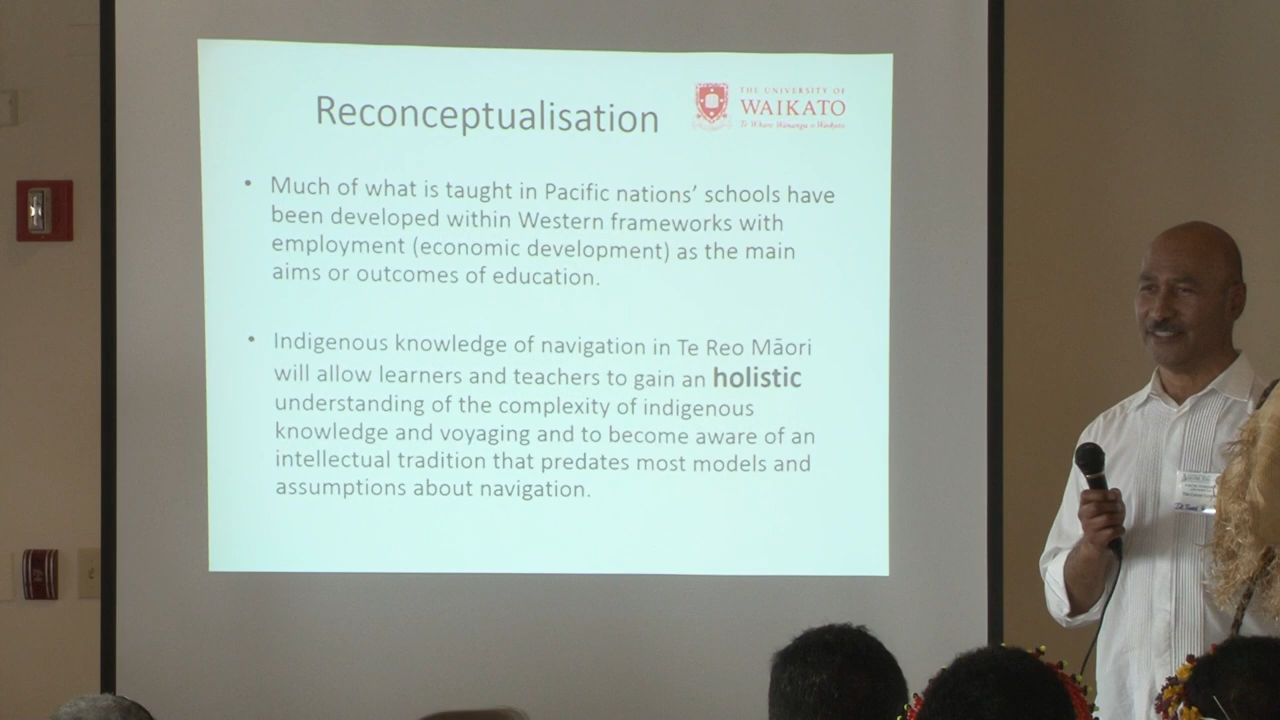 Reconceptualisation
THE UNIVERSITY OF
WAIKATO
Te Whare Wānanga o Waikato
• Much of what is taught in Pacific nations’ schools have
been developed within Western frameworks with
employment (economic development) as the main
aims or outcomes of education.
• Indigenous knowledge of navigation in Te Reo Māori
will allow learners and teachers to gain an holistic
understanding of the complexity of indigenous
knowledge and voyaging and to become aware of an
intellectual tradition that predates most models and
assumptions about navigation.